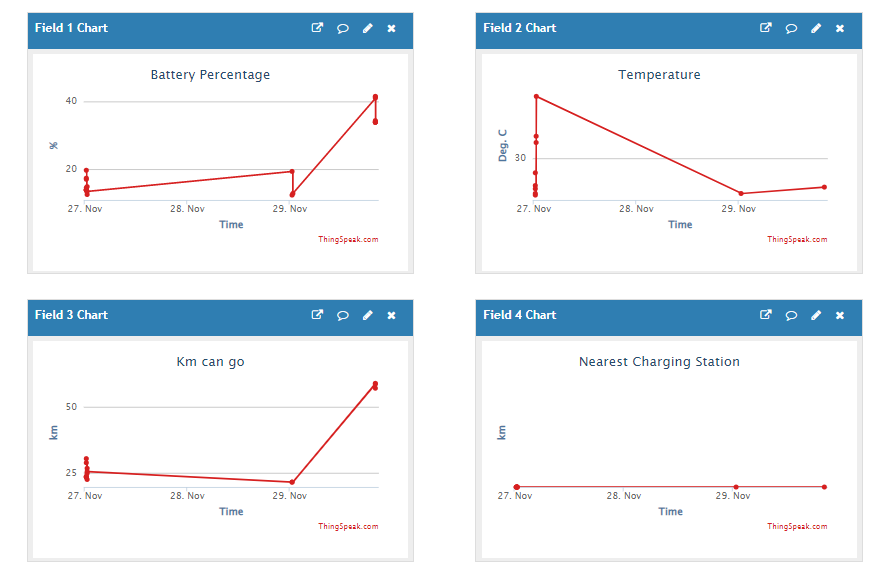 Field 1 Chart
Battery Percentage
40
20
%
27. Nov 28. Nov 29. Nov
Time
ThingSpeak.com
Field 2 Chart
Temperature
Deg. C
30
27. Nov 28. Nov 29. Nov
Time
ThingSpeak.com
Field 3 Chart
Km can go
50
25
km
27. Nov 28. Nov 29. Nov
Time
ThingSpeak.com
Field 4 Chart
Nearest Charging Station
km
27. Nov 28. Nov 29. Nov
Time
ThingSpeak.com